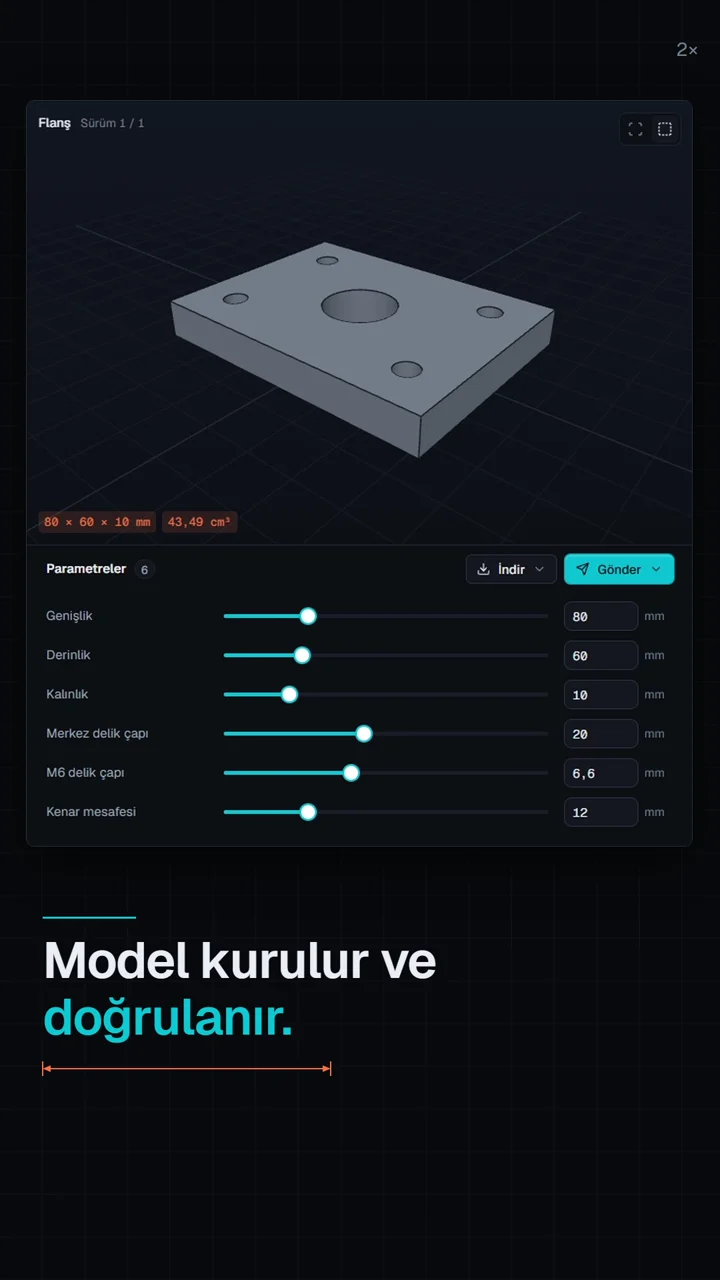 2×
Flanş Sürüm 1 / 1
80 × 60 × 10 mm 43,49 cm³
Parametreler 6 İndir Gönder
Genişlik 80 mm
Derinlik 60 mm
Kalınlık 10 mm
Merkez delik çapı 20 mm
M6 delik çapı 6,6 mm
Kenar mesafesi 12 mm
Model kurulur ve
doğrulanır.